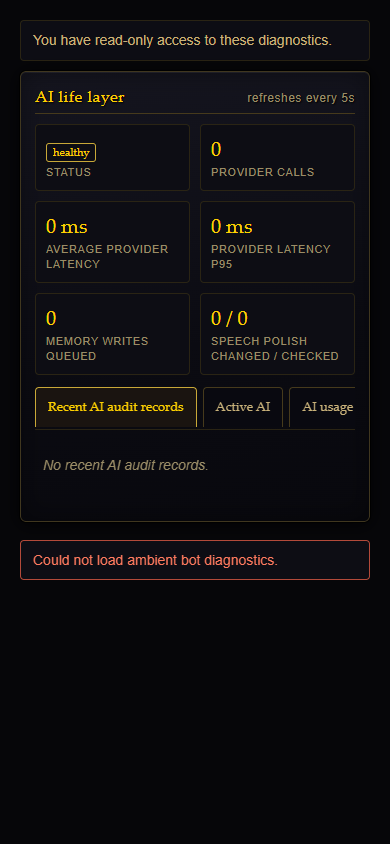 You have read-only access to these diagnostics.
AI life layer
refreshes every 5s
healthy
STATUS
0
PROVIDER CALLS
0 ms
AVERAGE PROVIDER
LATENCY
0 ms
PROVIDER LATENCY
P95
0
MEMORY WRITES
QUEUED
0 / 0
SPEECH POLISH
CHANGED / CHECKED
Recent AI audit records
Active AI
AI usage
No recent AI audit records.
Could not load ambient bot diagnostics.